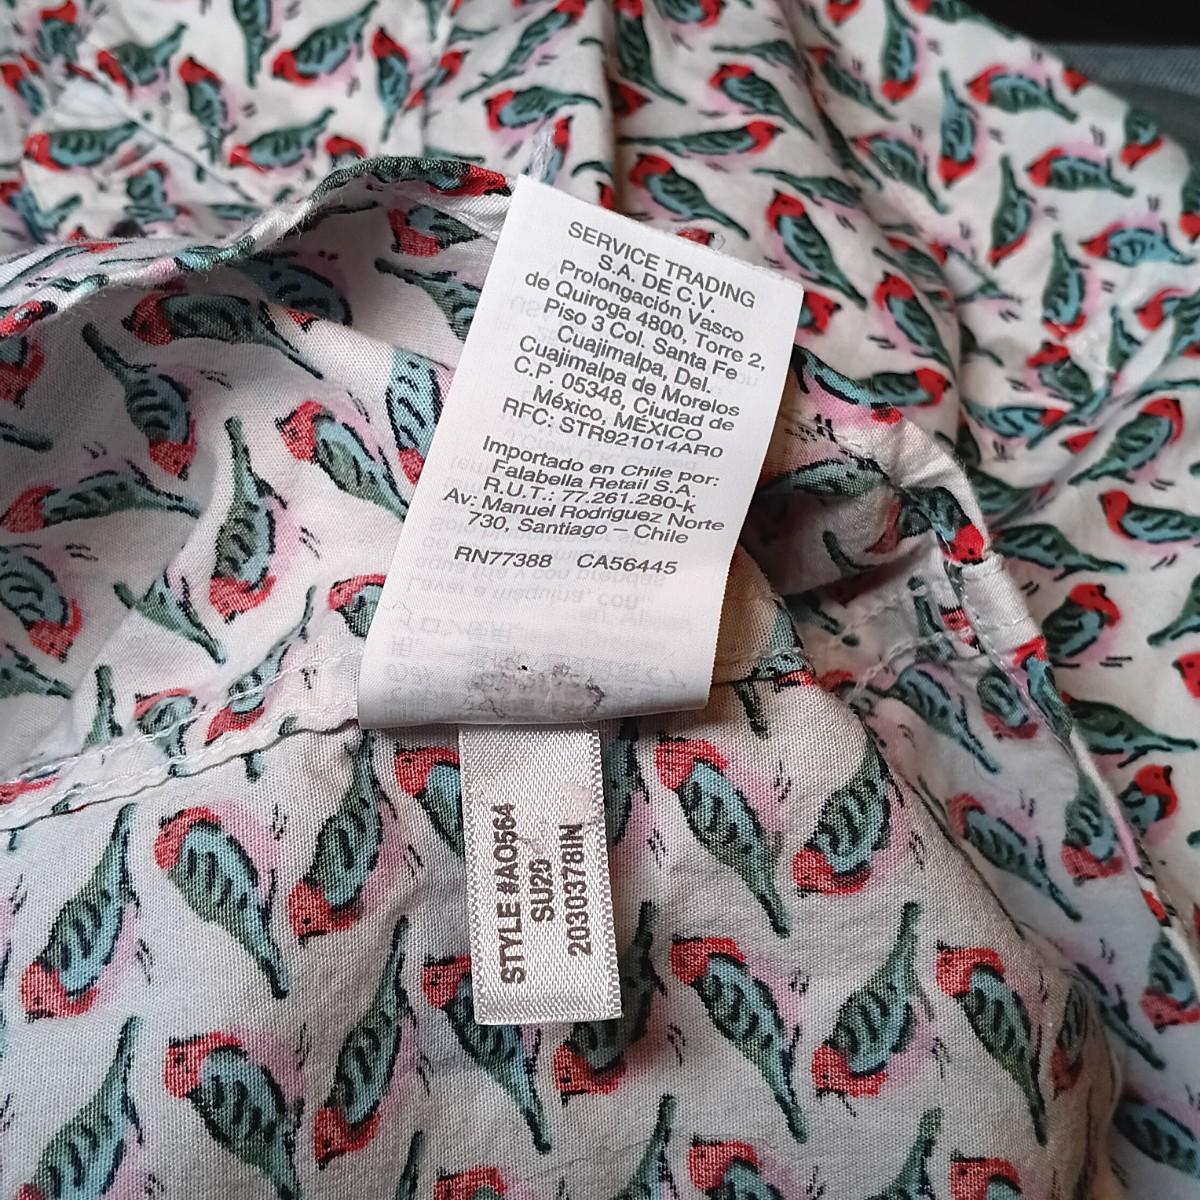 SERVICE TRADING
S.A. DE C.V.
Prolongación Vasco
de Quiroga 4800, Torre 2,
Piso 3 Col. Santa Fe
Cuajimalpa, Del.
Cuajimalpa de Morelos
C.P. 05348, Ciudad de
México, MÉXICO
RFC: STR921014AR0
Importado en Chile por:
Falabella Retail S.A.
R.U.T.: 77.261.280-k
Av: Manuel Rodriguez Norte
730, Santiago – Chile
RN77388 CA56445
STYLE #AO564
SU20
2030378IN